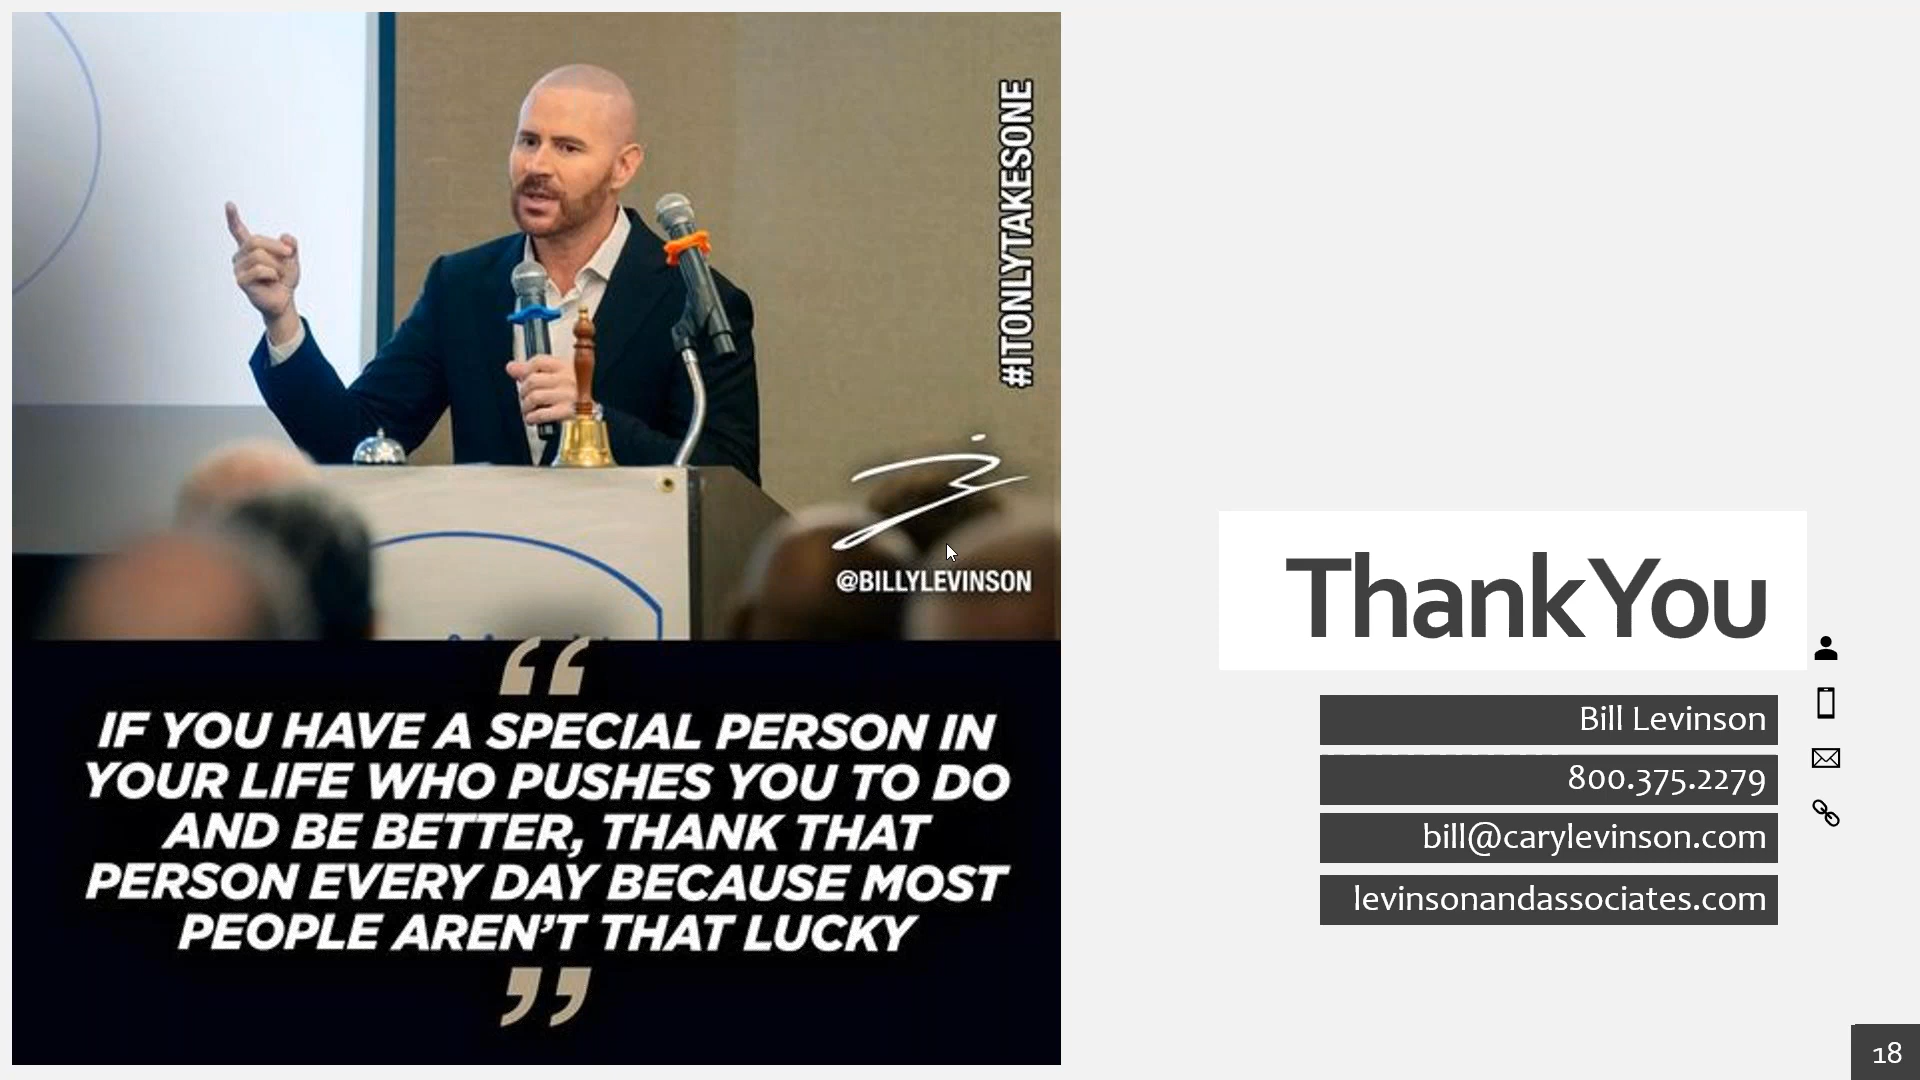 #ITONLYTAKESONE
@BILLYLEVINSON
“
IF YOU HAVE A SPECIAL PERSON IN
YOUR LIFE WHO PUSHES YOU TO DO
AND BE BETTER, THANK THAT
PERSON EVERY DAY BECAUSE MOST
PEOPLE AREN’T THAT LUCKY
”
Thank You
Bill Levinson
800.375.2279
bill@carylevinson.com
levinsonandassociates.com
18